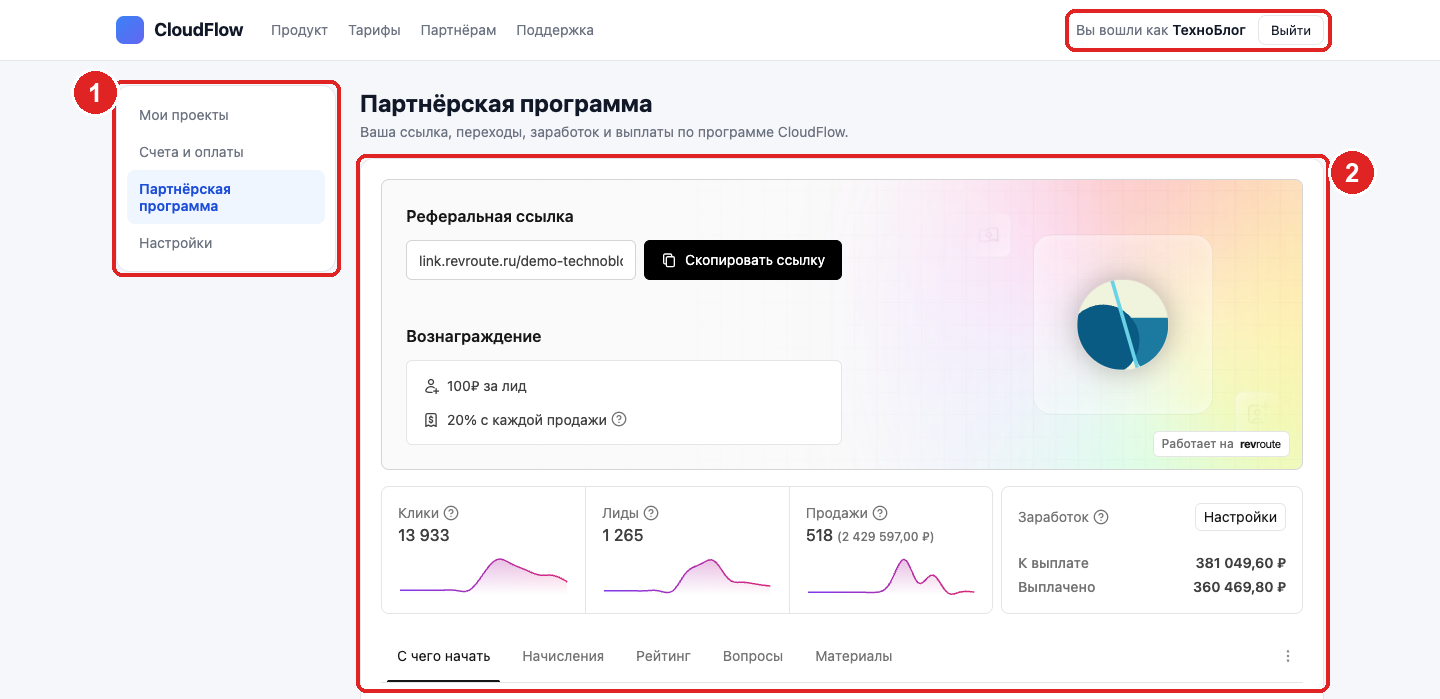 CloudFlow Продукт Тарифы Партнёрам Поддержка Вы вошли как ТехноБлог Выйти
1
Мои проекты
Счета и оплаты
Партнёрская
программа
Настройки
Партнёрская программа
Ваша ссылка, переходы, заработок и выплаты по программе CloudFlow.
2
Реферальная ссылка
link.revroute.ru/demo-technoblo Скопировать ссылку
Вознаграждение
100₽ за лид
20% с каждой продажи
Работает на revroute
Клики
13 933
Лиды
1 265
Продажи
518 (2 429 597,00 ₽)
Заработок Настройки
К выплате 381 049,60 ₽
Выплачено 360 469,80 ₽
С чего начать Начисления Рейтинг Вопросы Материалы